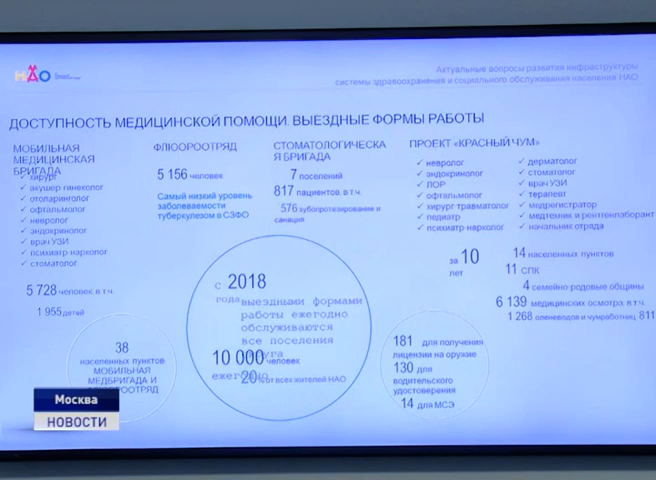 НАО
Актуальные вопросы развития инфраструктуры
системы здравоохранения и социального обслуживания населения НАО
ДОСТУПНОСТЬ МЕДИЦИНСКОЙ ПОМОЩИ. ВЫЕЗДНЫЕ ФОРМЫ РАБОТЫ
МОБИЛЬНАЯ
МЕДИЦИНСКАЯ
БРИГАДА
✓ хирург
✓ акушер гинеколог
✓ отоларинголог
✓ офтальмолог
✓ невролог
✓ эндокринолог
✓ врач УЗИ
✓ психиатр нарколог
✓ стоматолог
5 728 человек в т.ч.
1 955 детей
38
населенных пунктов
МОБИЛЬНАЯ
МЕДБРИГАДА И
ФЛЮОРООТРЯД
ФЛЮОРООТРЯД
5 156 человек
Самый низкий уровень
заболеваемости
туберкулезом в СЗФО
СТОМАТОЛОГИЧЕСКА
Я БРИГАДА
7 поселений
817 пациентов, в т.ч.
576 зубопротезирование и
санация
с 2018
года выездными формами
работы ежегодно
обслуживаются
все поселения
округа
10 000 человек
ежегодно
20% от всех жителей НАО
ПРОЕКТ «КРАСНЫЙ ЧУМ»
✓ невролог
✓ эндокринолог
✓ ЛОР
✓ офтальмолог
✓ хирург травматолог
✓ педиатр
✓ психиатр нарколог
✓ дерматолог
✓ стоматолог
✓ врач УЗИ
✓ терапевт
✓ медрегистратор
✓ медтехник и рентгенлаборант
✓ начальник отряда
за 10
лет
14 населенных пунктов
11 СПК
4 семейно родовые общины
6 139 медицинских осмотра, в т.ч.
1 268 оленеводов и чумработниц 811
181 для получения
лицензии на оружие
130 для
водительского
удостоверения
14 для МСЭ
Москва
НОВОСТИ